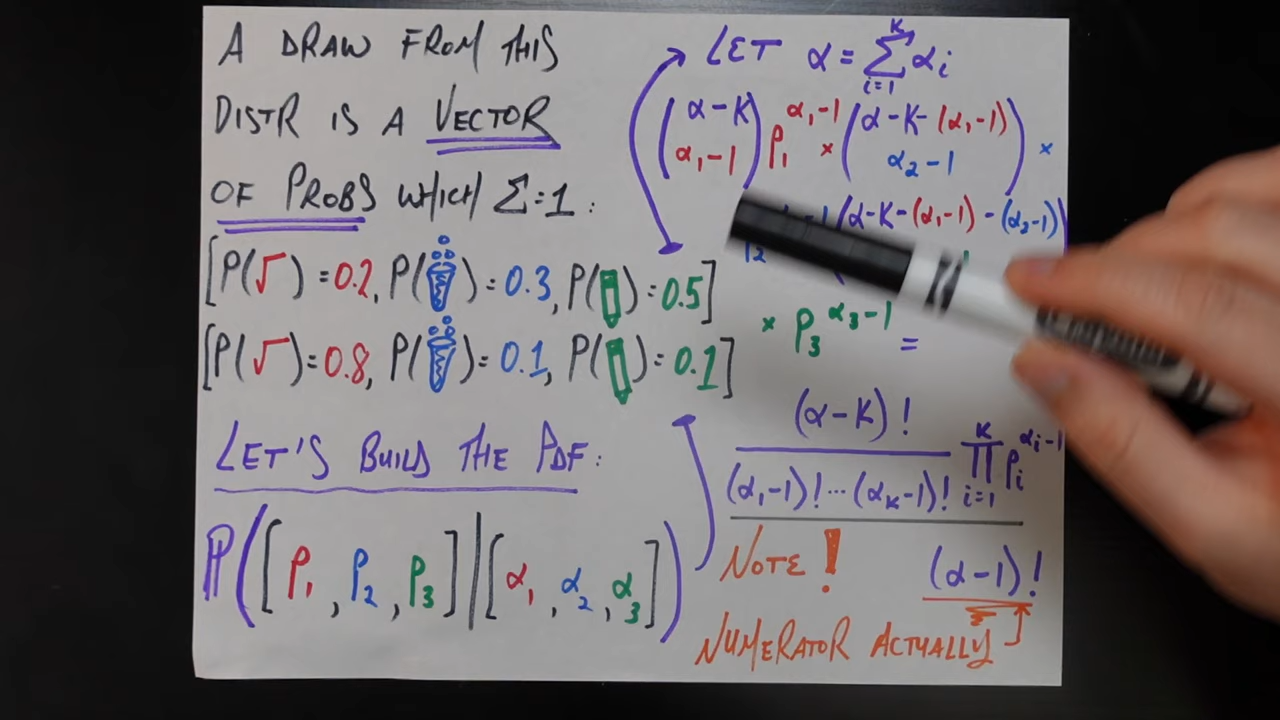 A DRAW FROM THIS
DISTR IS A VECTOR
OF PROBS WHICH Σ=1:
[P(√)=0.2, P( )=0.3, P( )=0.5]
[P(√)=0.8, P( )=0.1, P( )=0.1]
LET'S BUILD THE PDF:
P([p₁, p₂, p₃]|[α₁, α₂, α₃])
LET α = Σ αᵢ
K
i=1
(α-K) p₁^(α₁-1) × (α-K-(α₁-1)) ×
(α₁-1) (α₂-1)
(α-K-(α₁-1)-(α₂-1))
× p₃^(α₃-1) =
(α-K)!
(α₁-1)!...(αₖ-1)!
K
∏ pᵢ^(αᵢ-1)
i=1
NOTE! (α-1)!
NUMERATOR ACTUALLY